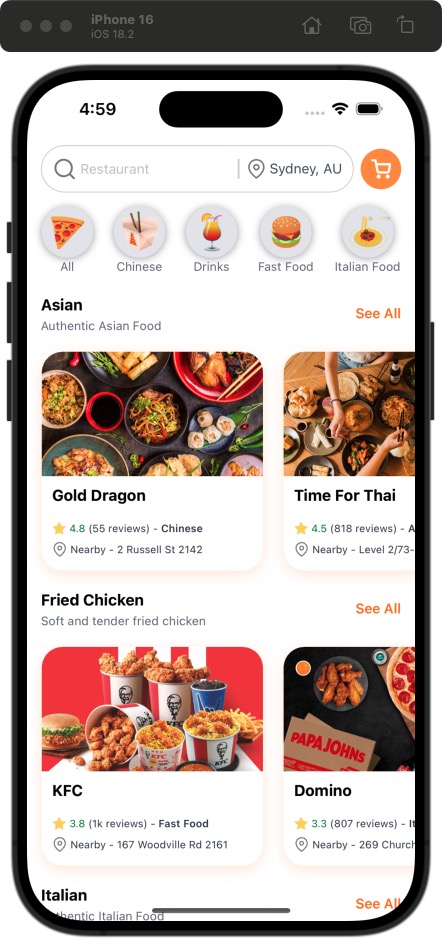 iPhone 16
iOS 18.2
4:59
Restaurant
Sydney, AU
All
Chinese
Drinks
Fast Food
Italian Food
Asian
Authentic Asian Food
See All
Gold Dragon
4.8 (55 reviews) - Chinese
Nearby - 2 Russell St 2142
Time For Thai
4.5 (818 reviews) - A
Nearby - Level 2/73-
Fried Chicken
Soft and tender fried chicken
See All
KFC
KFC
3.8 (1k reviews) - Fast Food
Nearby - 167 Woodville Rd 2161
PAPA JOHNS
Domino
3.3 (807 reviews) - It
Nearby - 269 Church
Italian
Authentic Italian Food
See All